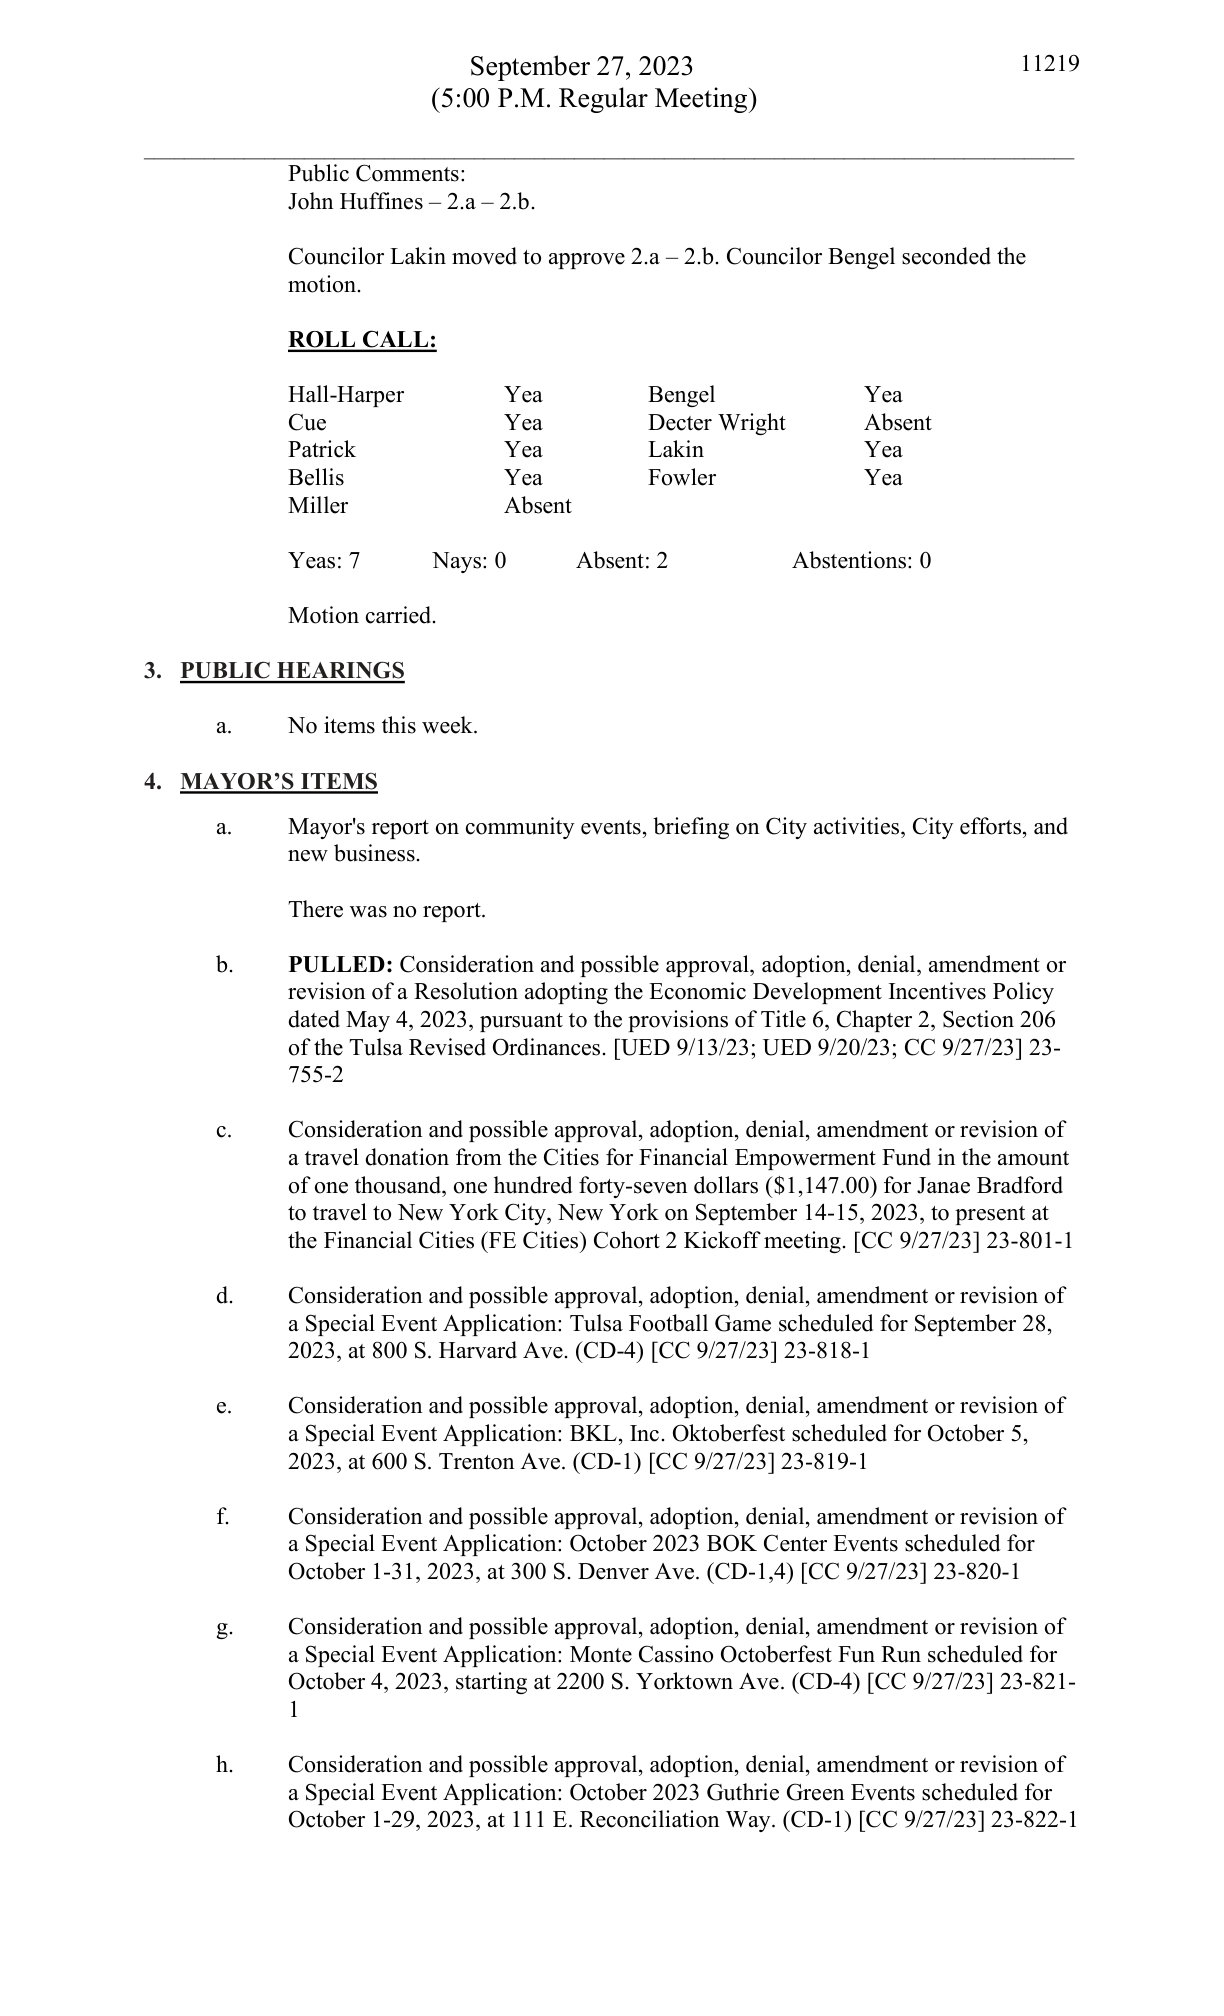 September 27, 2023
11219
(5:00 P.M. Regular Meeting)
Public Comments:
John Huffines – 2.a – 2.b.
Councilor Lakin moved to approve 2.a – 2.b. Councilor Bengel seconded the
motion.
ROLL CALL:
Hall-Harper Yea Bengel Yea
Cue Yea Decter Wright Absent
Patrick Yea Lakin Yea
Bellis Yea Fowler Yea
Miller Absent
Yeas: 7 Nays: 0 Absent: 2 Abstentions: 0
Motion carried.
3. PUBLIC HEARINGS
a. No items this week.
4. MAYOR’S ITEMS
a. Mayor's report on community events, briefing on City activities, City efforts, and
new business.
There was no report.
b. PULLED: Consideration and possible approval, adoption, denial, amendment or
revision of a Resolution adopting the Economic Development Incentives Policy
dated May 4, 2023, pursuant to the provisions of Title 6, Chapter 2, Section 206
of the Tulsa Revised Ordinances. [UED 9/13/23; UED 9/20/23; CC 9/27/23] 23-
755-2
c. Consideration and possible approval, adoption, denial, amendment or revision of
a travel donation from the Cities for Financial Empowerment Fund in the amount
of one thousand, one hundred forty-seven dollars ($1,147.00) for Janae Bradford
to travel to New York City, New York on September 14-15, 2023, to present at
the Financial Cities (FE Cities) Cohort 2 Kickoff meeting. [CC 9/27/23] 23-801-1
d. Consideration and possible approval, adoption, denial, amendment or revision of
a Special Event Application: Tulsa Football Game scheduled for September 28,
2023, at 800 S. Harvard Ave. (CD-4) [CC 9/27/23] 23-818-1
e. Consideration and possible approval, adoption, denial, amendment or revision of
a Special Event Application: BKL, Inc. Oktoberfest scheduled for October 5,
2023, at 600 S. Trenton Ave. (CD-1) [CC 9/27/23] 23-819-1
f. Consideration and possible approval, adoption, denial, amendment or revision of
a Special Event Application: October 2023 BOK Center Events scheduled for
October 1-31, 2023, at 300 S. Denver Ave. (CD-1,4) [CC 9/27/23] 23-820-1
g. Consideration and possible approval, adoption, denial, amendment or revision of
a Special Event Application: Monte Cassino Octoberfest Fun Run scheduled for
October 4, 2023, starting at 2200 S. Yorktown Ave. (CD-4) [CC 9/27/23] 23-821-
1
h. Consideration and possible approval, adoption, denial, amendment or revision of
a Special Event Application: October 2023 Guthrie Green Events scheduled for
October 1-29, 2023, at 111 E. Reconciliation Way. (CD-1) [CC 9/27/23] 23-822-1